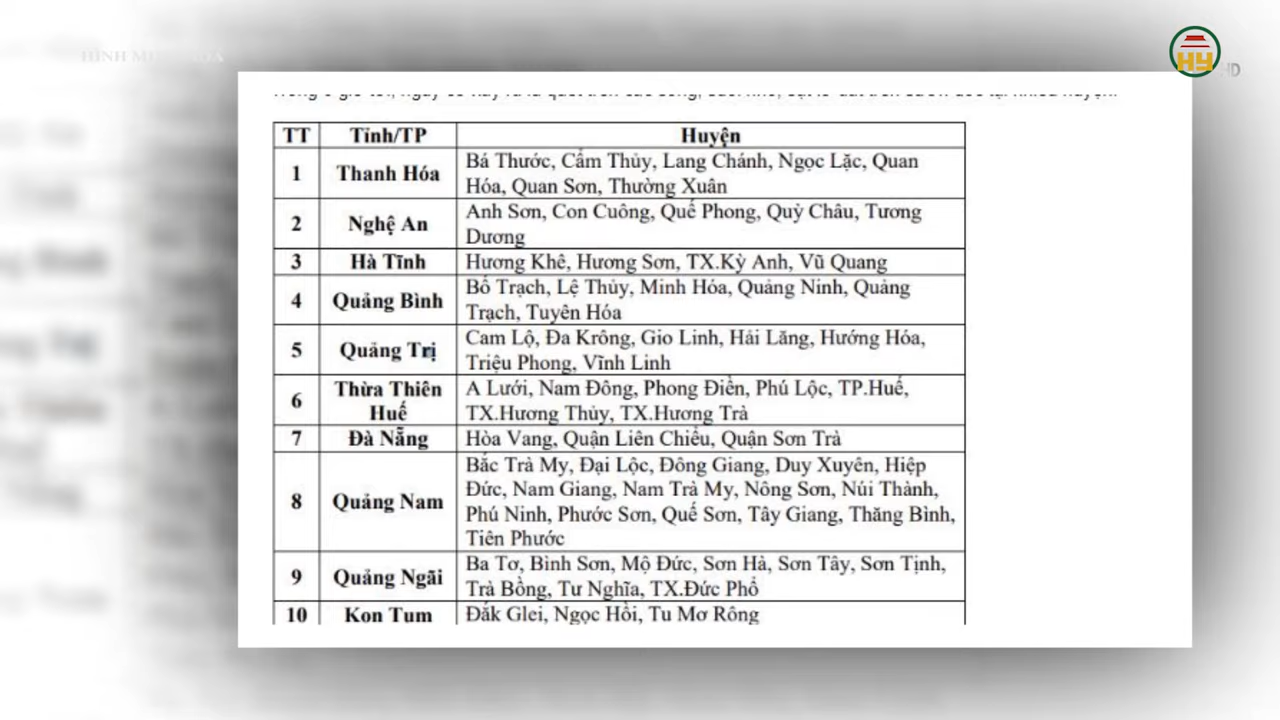 HÌNH MINH HỌA
HY HD
TT Tỉnh/TP Huyện
1 Thanh Hóa Bá Thước, Cẩm Thủy, Lang Chánh, Ngọc Lặc, Quan
Hóa, Quan Sơn, Thường Xuân
2 Nghệ An Anh Sơn, Con Cuông, Quế Phong, Quỳ Châu, Tương
Dương
3 Hà Tĩnh Hương Khê, Hương Sơn, TX.Kỳ Anh, Vũ Quang
4 Quảng Bình Bố Trạch, Lệ Thủy, Minh Hóa, Quảng Ninh, Quảng
Trạch, Tuyên Hóa
5 Quảng Trị Cam Lộ, Đa Krông, Gio Linh, Hải Lăng, Hướng Hóa,
Triệu Phong, Vĩnh Linh
6 Thừa Thiên
Huế A Lưới, Nam Đông, Phong Điền, Phú Lộc, TP.Huế,
TX.Hương Thủy, TX.Hương Trà
7 Đà Nẵng Hòa Vang, Quận Liên Chiểu, Quận Sơn Trà
8 Quảng Nam Bắc Trà My, Đại Lộc, Đông Giang, Duy Xuyên, Hiệp
Đức, Nam Giang, Nam Trà My, Nông Sơn, Núi Thành,
Phú Ninh, Phước Sơn, Quế Sơn, Tây Giang, Thăng Bình,
Tiên Phước
9 Quảng Ngãi Ba Tơ, Bình Sơn, Mộ Đức, Sơn Hà, Sơn Tây, Sơn Tịnh,
Trà Bồng, Tư Nghĩa, TX.Đức Phổ
10 Kon Tum Đắk Glei, Ngọc Hồi, Tu Mơ Rông